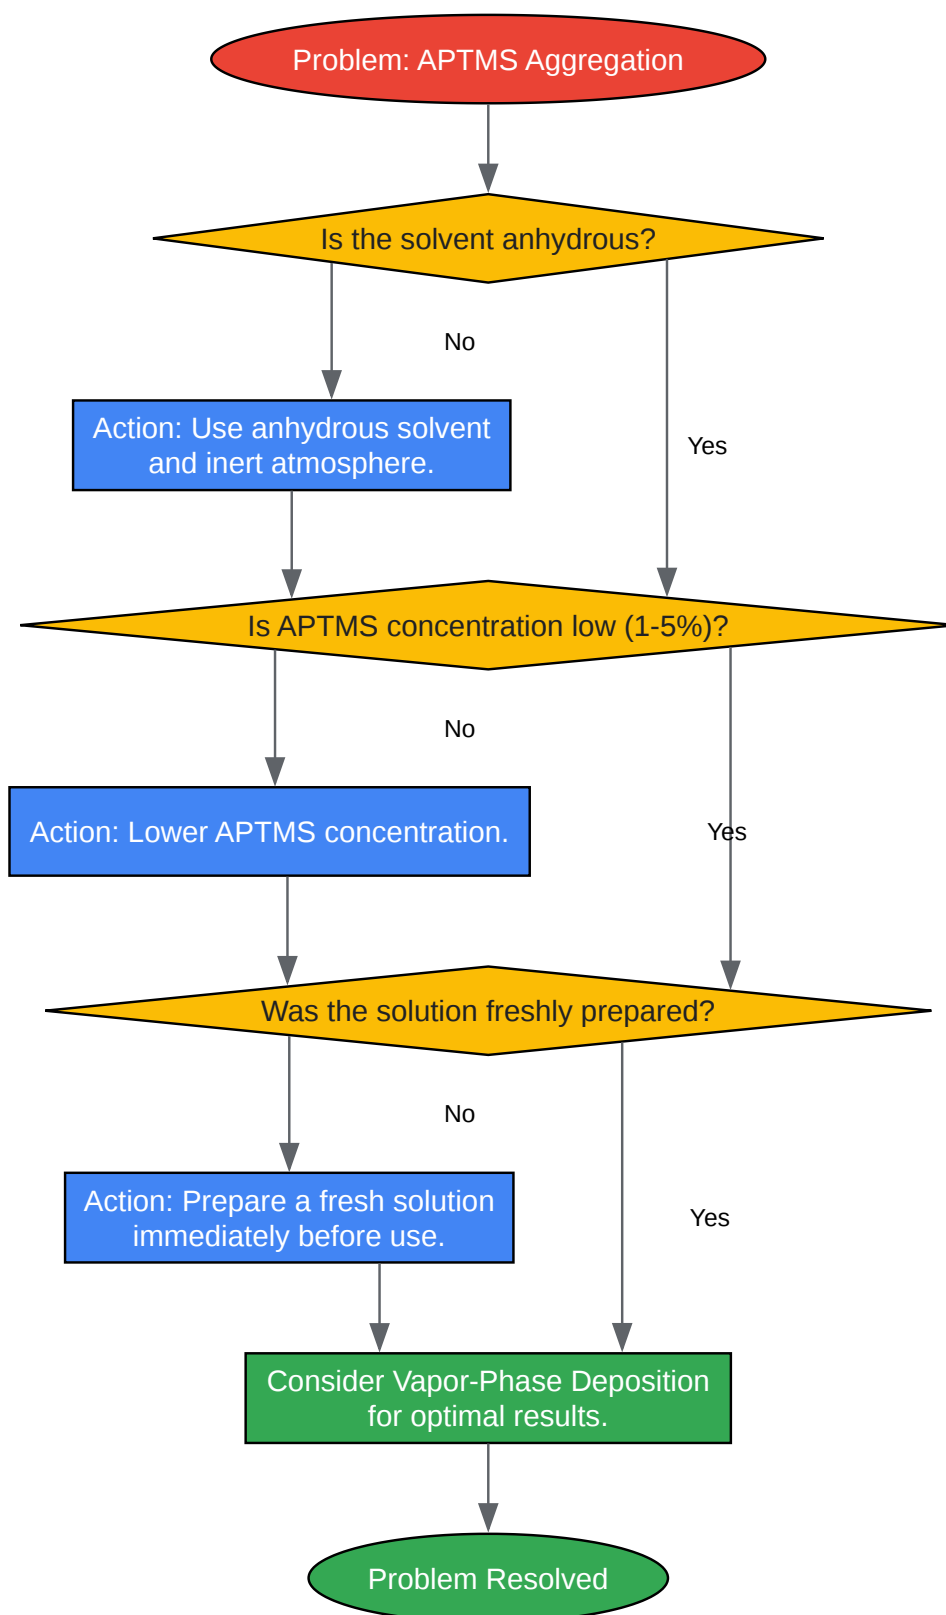 Problem: APTMS Aggregation
Is the solvent anhydrous?
No
Action: Use anhydrous solvent
and inert atmosphere.
Yes
Is APTMS concentration low (1-5%)?
No
Action: Lower APTMS concentration.
Yes
Was the solution freshly prepared?
No
Action: Prepare a fresh solution
immediately before use.
Yes
Consider Vapor-Phase Deposition
for optimal results.
Problem Resolved